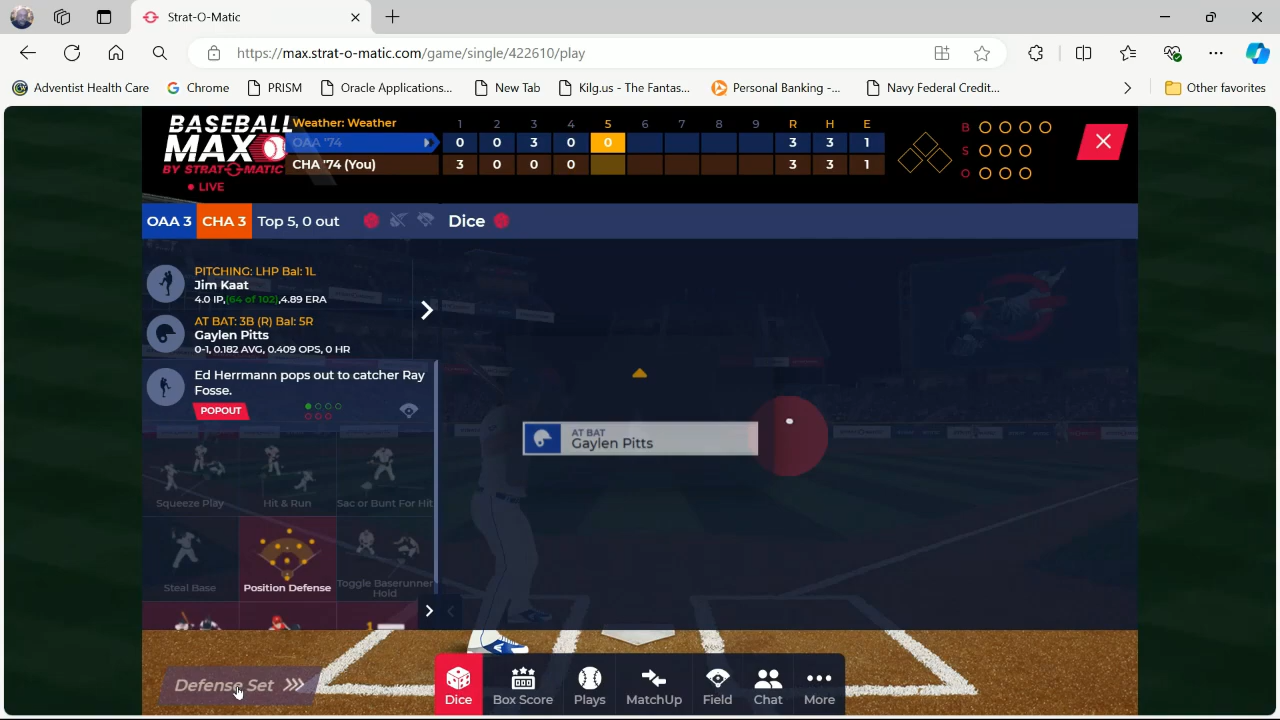 Strat-O-Matic
https://max.strat-o-matic.com/game/single/422610/play
Adventist Health Care
Chrome
PRISM
Oracle Applications...
New Tab
Kilg.us - The Fantas...
Personal Banking -...
Navy Federal Credit...
Other favorites
BASEBALL
MAX
BY STRAT-O-MATIC
LIVE
Weather: Weather 1 2 3 4 5 6 7 8 9 R H E
OAA '74 0 0 3 0 0 3 3 1
CHA '74 (You) 3 0 0 0 3 3 1
B
S
O
OAA 3 CHA 3 Top 5, 0 out Dice
PITCHING: LHP Bal: 1L
Jim Kaat
4.0 IP,(64 of 102),4.89 ERA
AT BAT: 3B (R) Bal: 5R
Gaylen Pitts
0-1, 0.182 AVG, 0.409 OPS, 0 HR
Ed Herrmann pops out to catcher Ray
Fosse.
POPOUT
AT BAT
Gaylen Pitts
Squeeze Play Hit & Run Sac or Bunt For Hit
Steal Base Position Defense Toggle Baserunner
Hold
Defense Set
Dice Box Score Plays MatchUp Field Chat More